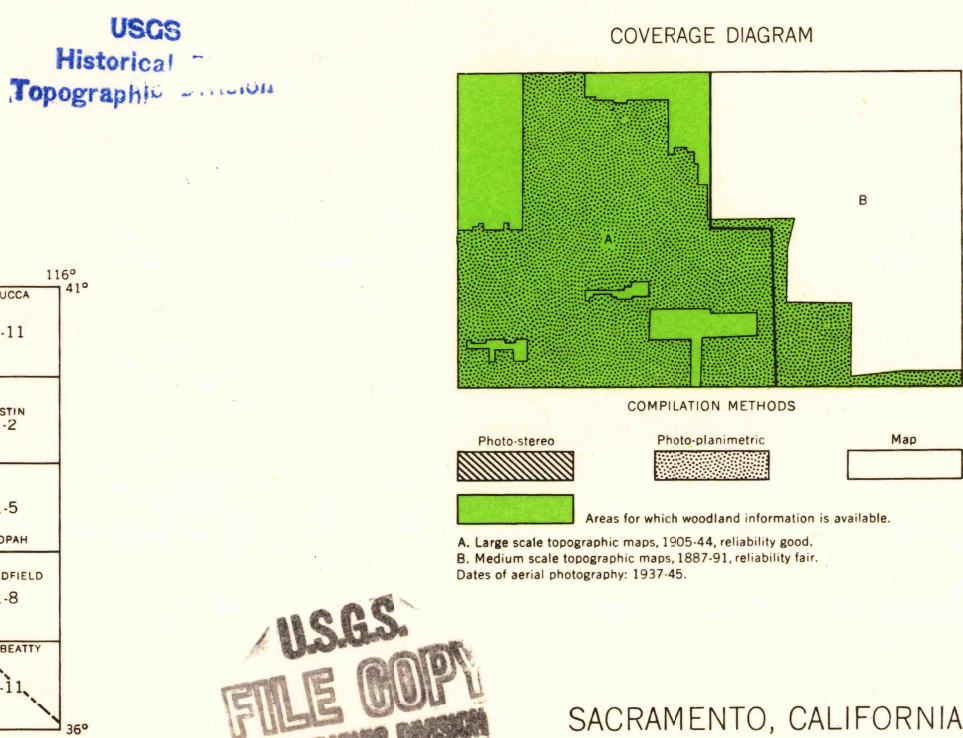 USGS
Historical
Topographic Division
COVERAGE DIAGRAM
A
B
COMPILATION METHODS
Photo-stereo
Photo-planimetric
Map
Areas for which woodland information is available.
A. Large scale topographic maps, 1905-44, reliability good.
B. Medium scale topographic maps, 1887-91, reliability fair.
Dates of aerial photography: 1937-45.
116°
41°
UCCA
-11
STIN
-2
-5
OPAH
DFIELD
-8
BEATTY
-11
36°
U.S.G.S.
FILE COPY
DIVISION
SACRAMENTO, CALIFORNIA